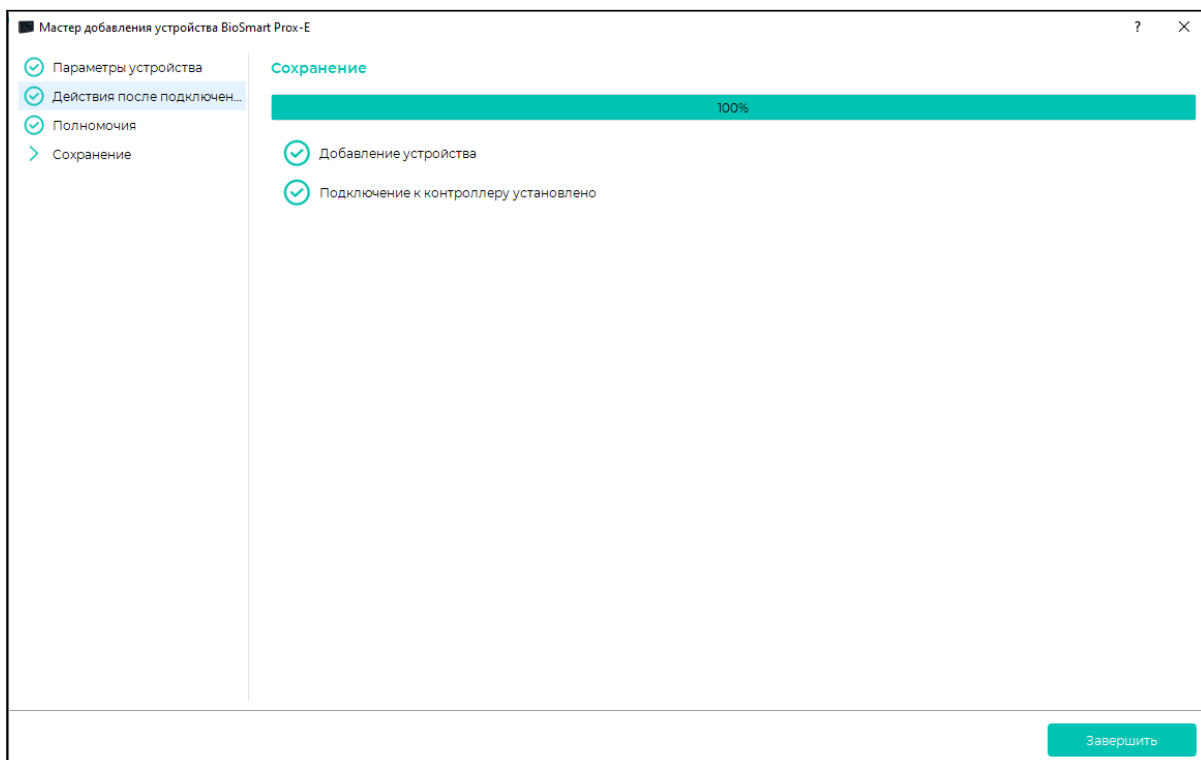 Мастер добавления устройства BioSmart Prox-E
?
Параметры устройства
Действия после подключен...
Полномочия
Сохранение
Сохранение
100%
Добавление устройства
Подключение к контроллеру установлено
Завершить